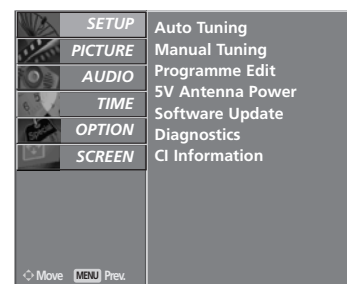 SETUP
PICTURE
AUDIO
TIME
OPTION
SCREEN
Auto Tuning
Manual Tuning
Programme Edit
5V Antenna Power
Software Update
Diagnostics
CI Information
Move MENU Prev.